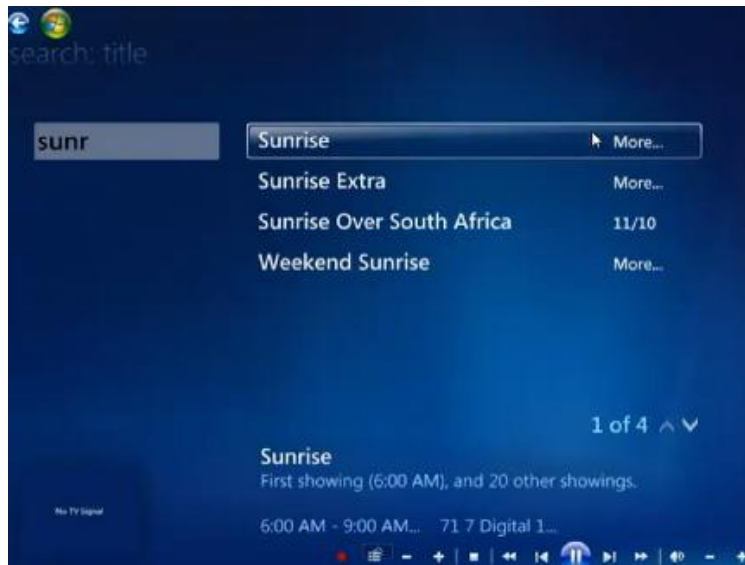 search: title
sunr
Sunrise More...
Sunrise Extra More...
Sunrise Over South Africa 11/10
Weekend Sunrise More...
1 of 4
Sunrise
First showing (6:00 AM), and 20 other showings.
No TV Signal
6:00 AM - 9:00 AM... 71 7 Digital 1...